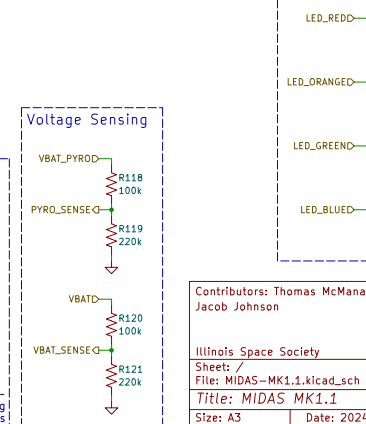 LED_RED
LED_ORANGE
LED_GREEN
LED_BLUE
Voltage Sensing
VBAT_PYRO
R118
100k
PYRO_SENSE
R119
220k
VBAT
R120
100k
VBAT_SENSE
R121
220k
Contributors: Thomas McMana
Jacob Johnson
Illinois Space Society
Sheet: /
File: MIDAS-MK1.1.kicad_sch
Title: MIDAS MK1.1
Size: A3
Date: 2024